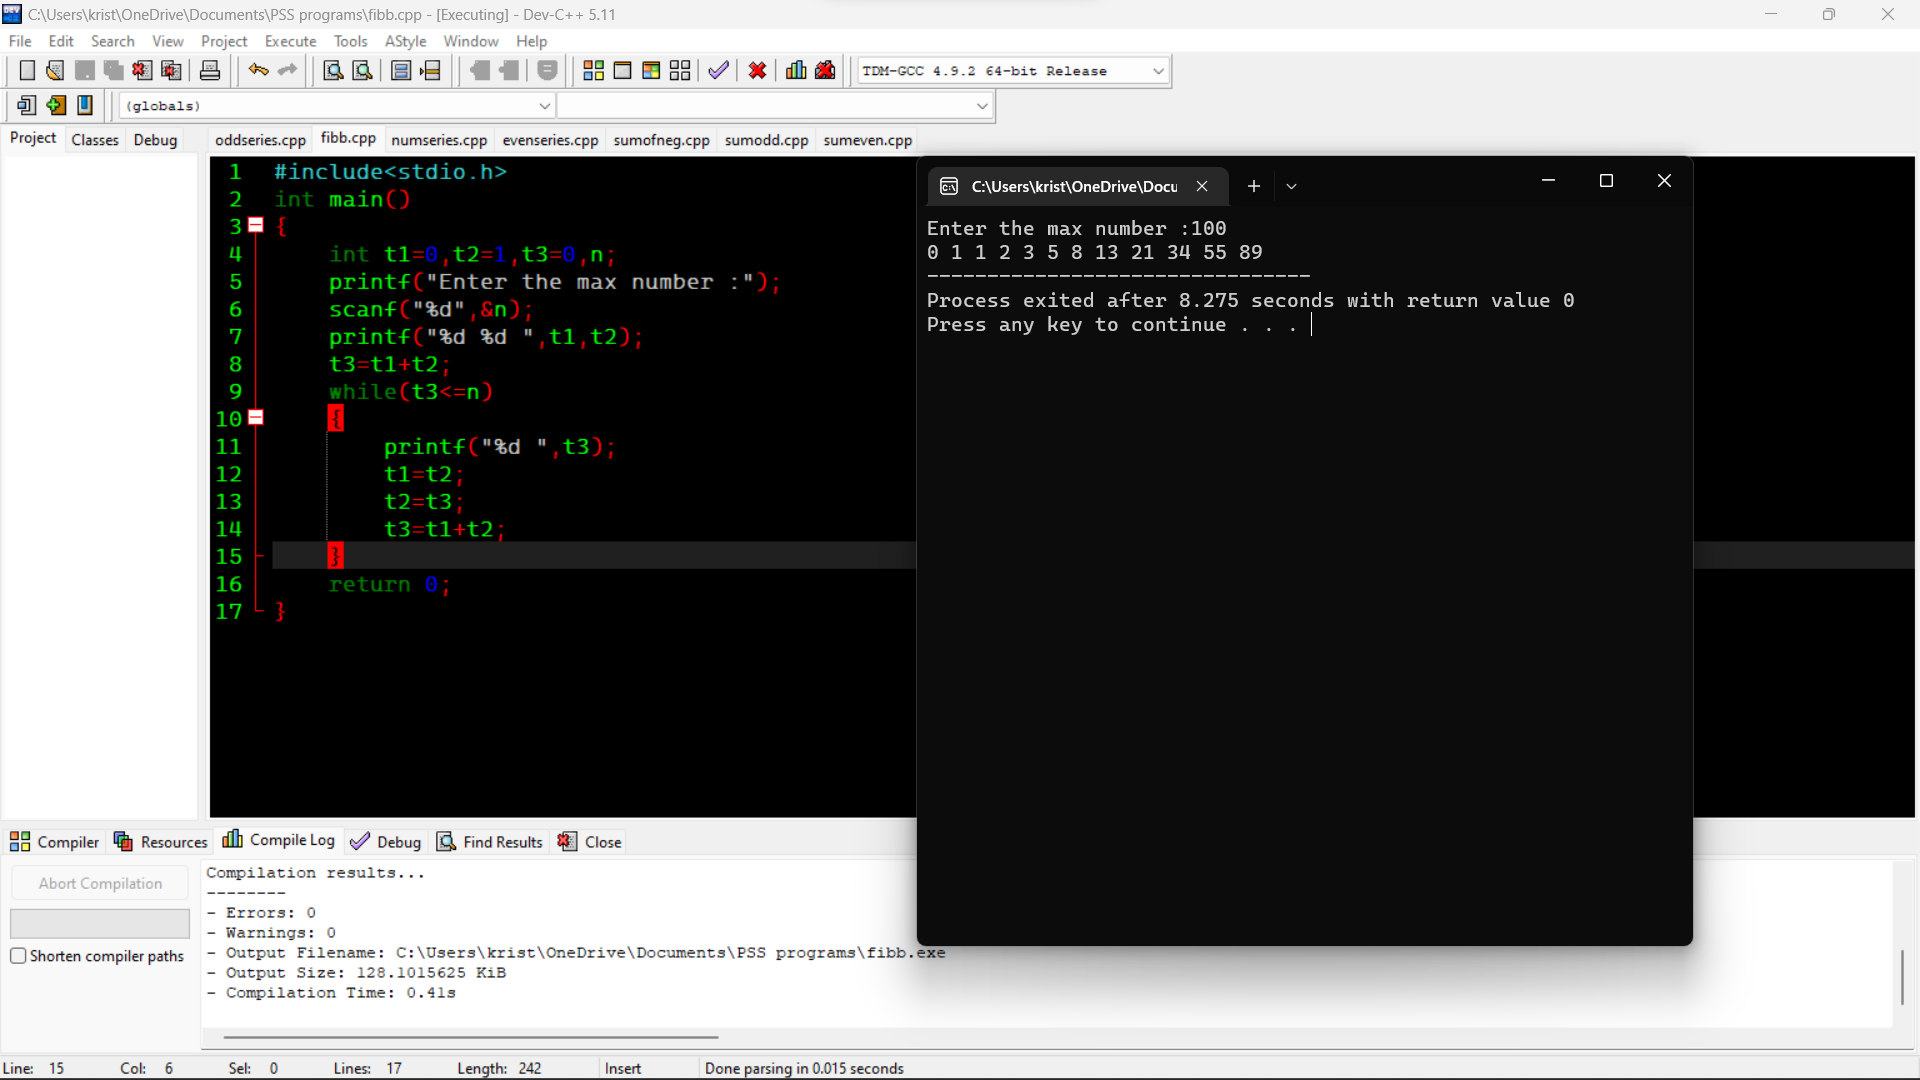 C:\Users\krist\OneDrive\Documents\PSS programs\fibb.cpp - [Executing] - Dev-C++ 5.11
File Edit Search View Project Execute Tools AStyle Window Help
TDM-GCC 4.9.2 64-bit Release
(globals)
Project Classes Debug
oddseries.cpp fibb.cpp numseries.cpp evenseries.cpp sumofneg.cpp sumodd.cpp sumeven.cpp
1 #include<stdio.h>
2 int main()
3 {
4 int t1=0,t2=1,t3=0,n;
5 printf("Enter the max number :");
6 scanf("%d",&n);
7 printf("%d %d ",t1,t2);
8 t3=t1+t2;
9 while(t3<=n)
10 {
11 printf("%d ",t3);
12 t1=t2;
13 t2=t3;
14 t3=t1+t2;
15 }
16 return 0;
17 }
C:\Users\krist\OneDrive\Docu
Enter the max number :100
0 1 1 2 3 5 8 13 21 34 55 89
--------------------------------
Process exited after 8.275 seconds with return value 0
Press any key to continue . . .
Compiler Resources Compile Log Debug Find Results Close
Abort Compilation
Shorten compiler paths
Compilation results...
--------
- Errors: 0
- Warnings: 0
- Output Filename: C:\Users\krist\OneDrive\Documents\PSS programs\fibb.exe
- Output Size: 128.1015625 KiB
- Compilation Time: 0.41s
Line: 15 Col: 6 Sel: 0 Lines: 17 Length: 242 Insert Done parsing in 0.015 seconds